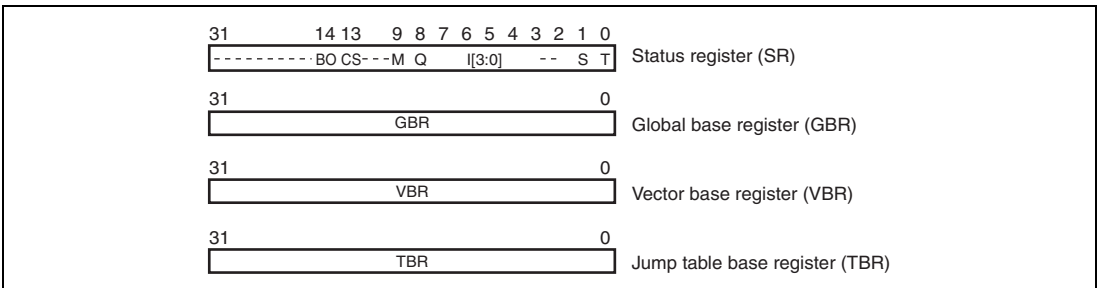 31 14 13 9 8 7 6 5 4 3 2 1 0
----------BO CS---M Q I[3:0] -- S T Status register (SR)
31 0
GBR Global base register (GBR)
31 0
VBR Vector base register (VBR)
31 0
TBR Jump table base register (TBR)